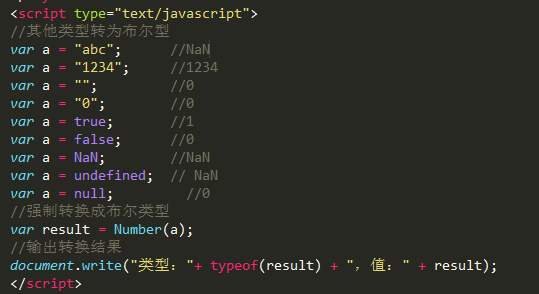 <script type="text/javascript">
//其他类型转为布尔型
var a = "abc";      //NaN
var a = "1234";     //1234
var a = "";         //0
var a = "0";        //0
var a = true;       //1
var a = false;      //0
var a = NaN;        //NaN
var a = undefined;  // NaN
var a = null;         //0
//强制转换成布尔类型
var result = Number(a);
//输出转换结果
document.write("类型："+ typeof(result) + ", 值：" + result);
</script>